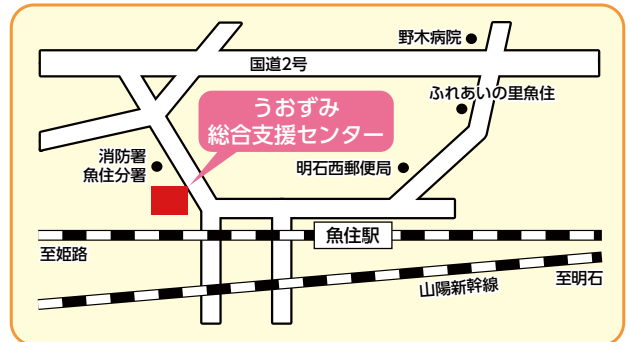 野木病院
国道2号
ふれあいの里魚住
うおずみ
総合支援センター
消防署
魚住分署
明石西郵便局
魚住駅
至姫路
山陽新幹線
至明石